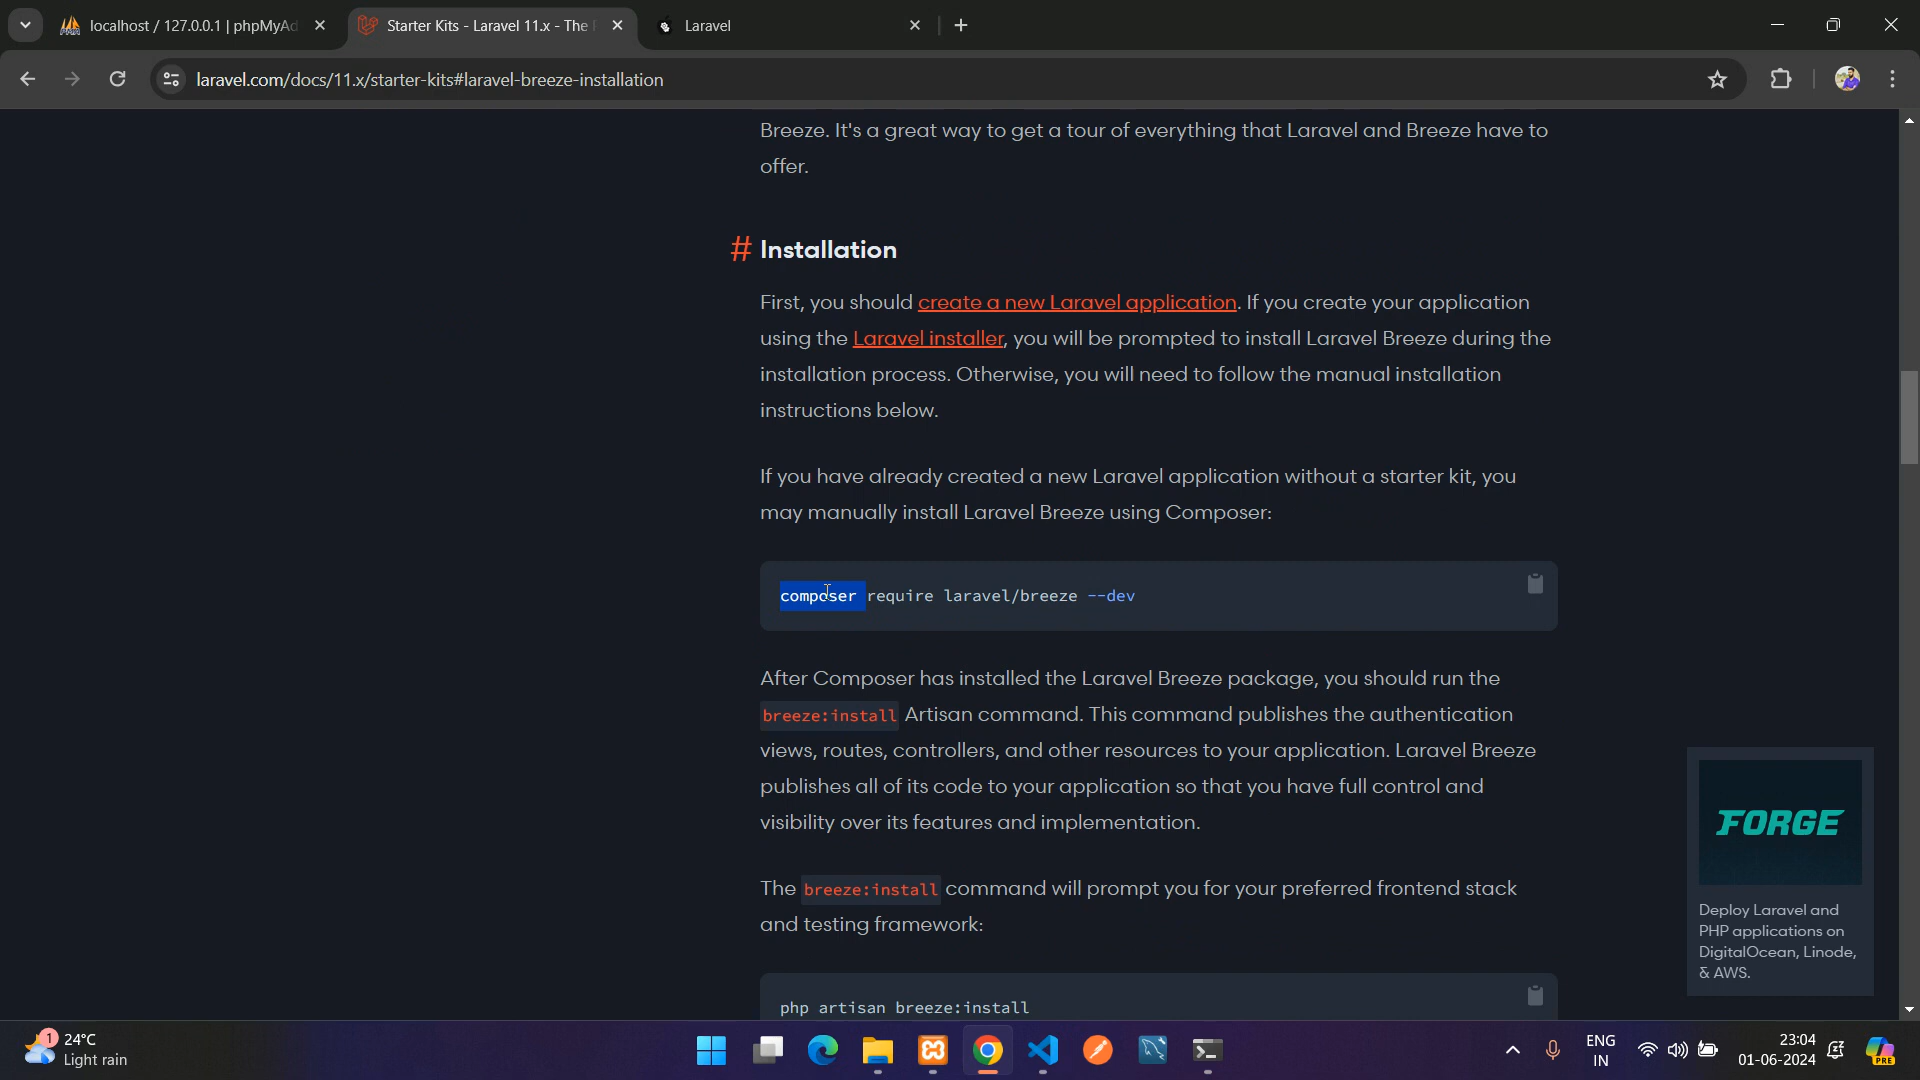 localhost / 127.0.0.1 | phpMyAd
Starter Kits - Laravel 11.x - The
Laravel
laravel.com/docs/11.x/starter-kits#laravel-breeze-installation
Breeze. It's a great way to get a tour of everything that Laravel and Breeze have to
offer.
# Installation
First, you should create a new Laravel application. If you create your application
using the Laravel installer, you will be prompted to install Laravel Breeze during the
installation process. Otherwise, you will need to follow the manual installation
instructions below.
If you have already created a new Laravel application without a starter kit, you
may manually install Laravel Breeze using Composer:
composer require laravel/breeze --dev
After Composer has installed the Laravel Breeze package, you should run the
breeze:install Artisan command. This command publishes the authentication
views, routes, controllers, and other resources to your application. Laravel Breeze
publishes all of its code to your application so that you have full control and
visibility over its features and implementation.
The breeze:install command will prompt you for your preferred frontend stack
and testing framework:
php artisan breeze:install
FORGE
Deploy Laravel and
PHP applications on
DigitalOcean, Linode,
& AWS.
1
24°C
Light rain
ENG
IN
23:04
01-06-2024
PRE